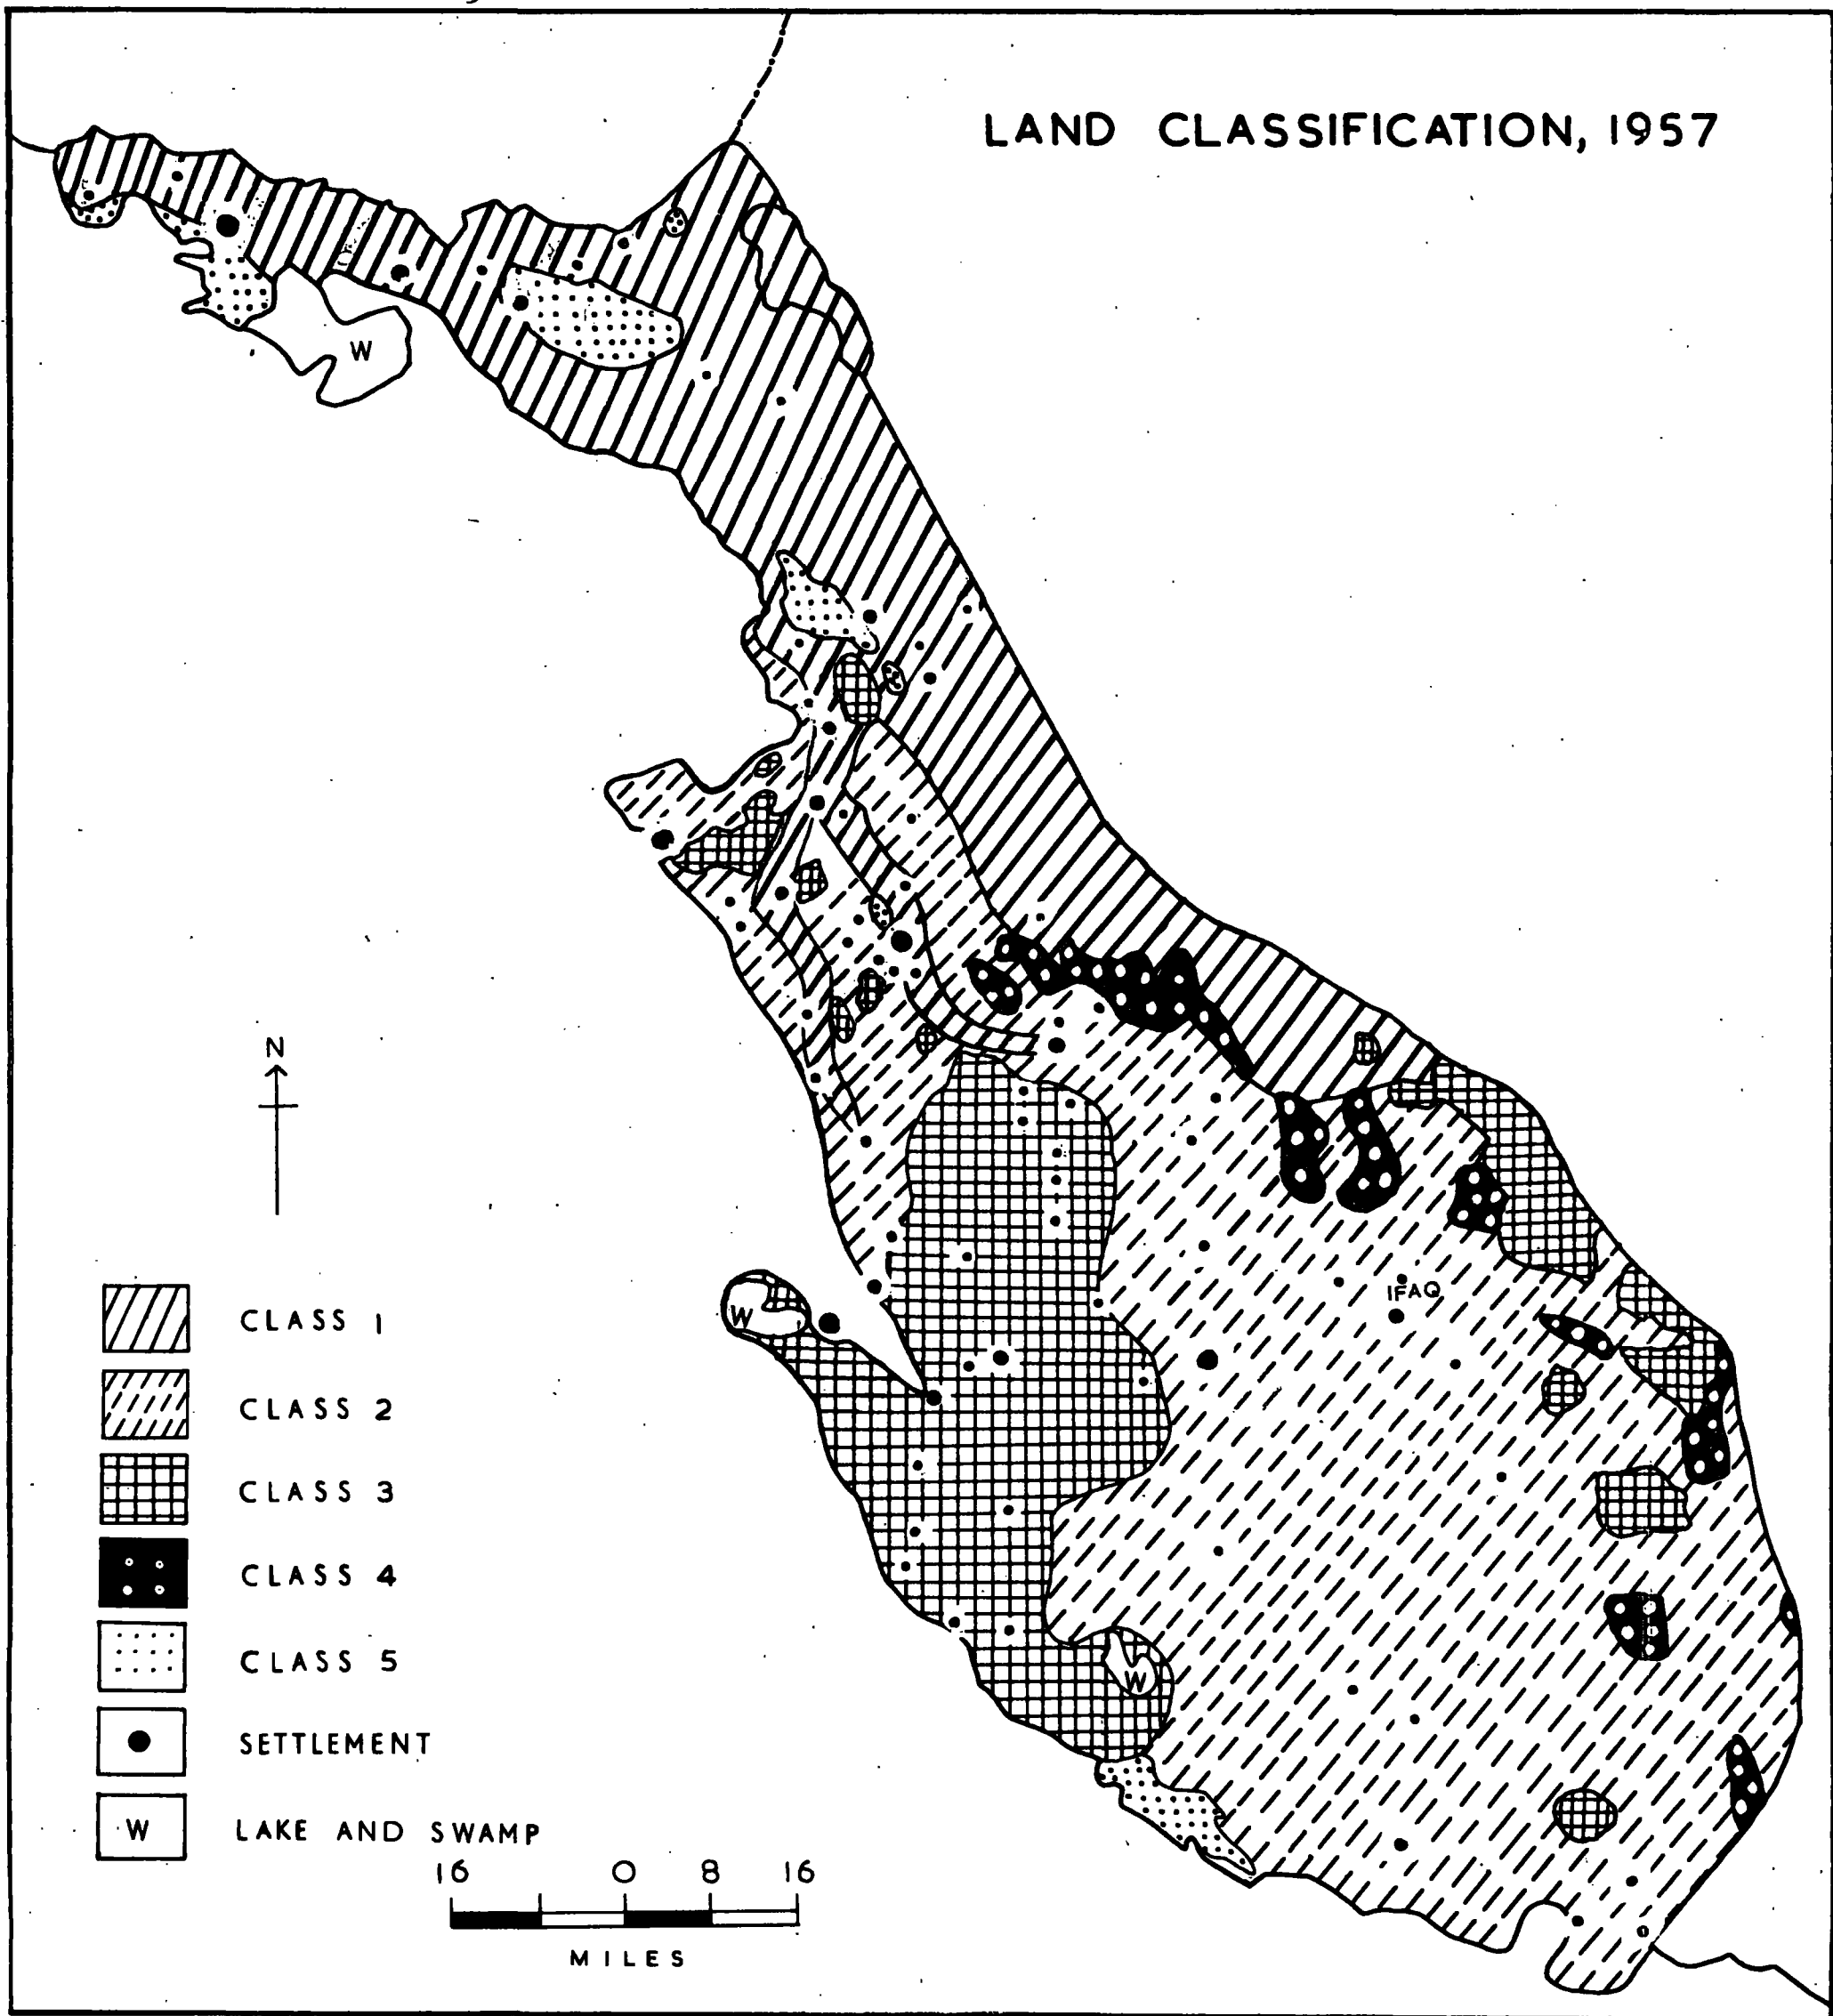 LAND CLASSIFICATION, 1957
W
N
IFAQ
W
W
CLASS 1
CLASS 2
CLASS 3
CLASS 4
CLASS 5
SETTLEMENT
W LAKE AND SWAMP
16 0 8 16
MILES